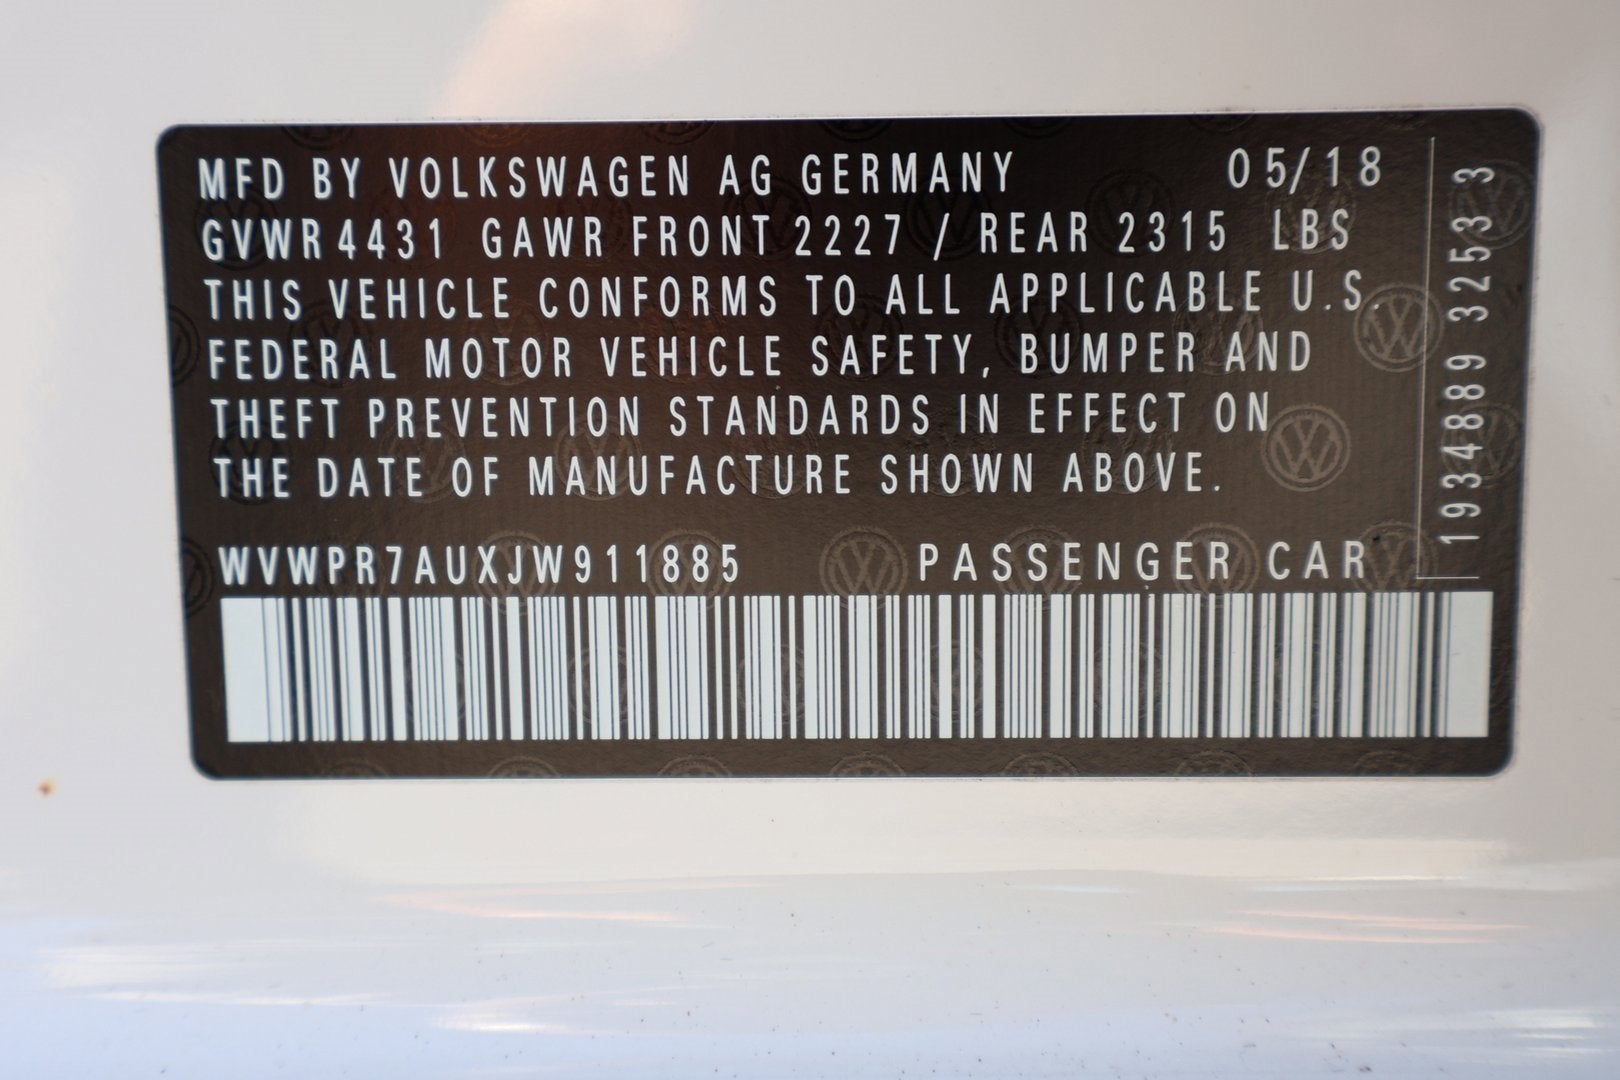 MFD BY VOLKSWAGEN AG GERMANY 05/18
GVWR 4431 GAWR FRONT 2227 / REAR 2315 LBS
THIS VEHICLE CONFORMS TO ALL APPLICABLE U.S.
FEDERAL MOTOR VEHICLE SAFETY, BUMPER AND
THEFT PREVENTION STANDARDS IN EFFECT ON
THE DATE OF MANUFACTURE SHOWN ABOVE.
WVWPR7AUXJW911885 PASSENGER CAR
1934889 3253 3